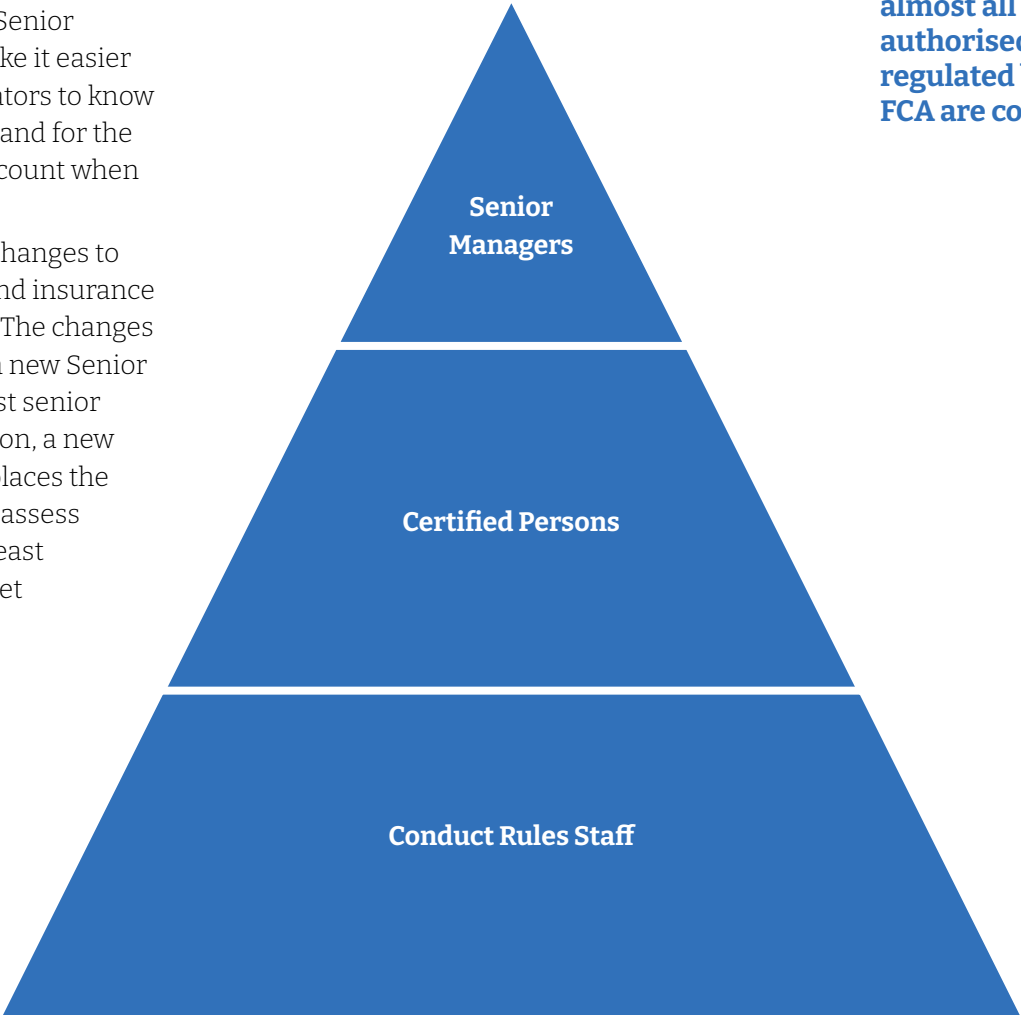 Senior
ke it easier
ators to know
and for the
count when
hanges to
nd insurance
The changes
new Senior
st senior
on, a new
laces the
assess
east
et
Senior
Managers
Certified Persons
Conduct Rules Staff
almost all
authorised
regulated
FCA are co